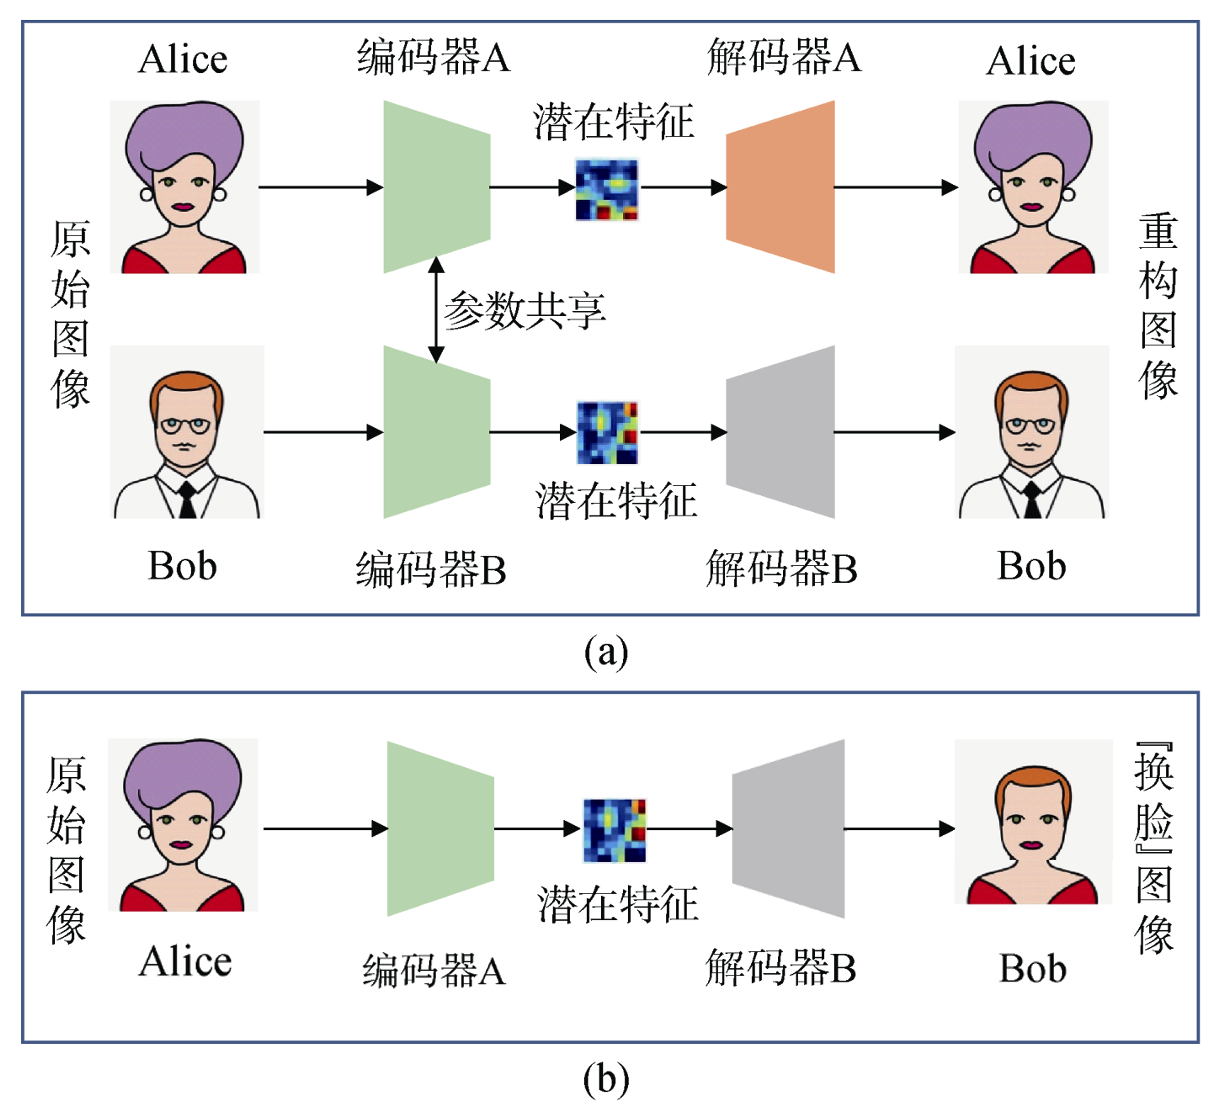 Alice
编码器A
解码器A
Alice
潜在特征
原始图像
参数共享
重构图像
潜在特征
Bob
编码器B
解码器B
Bob
(a)
原始图像
『换脸』图像
潜在特征
Alice
编码器A
解码器B
Bob
(b)